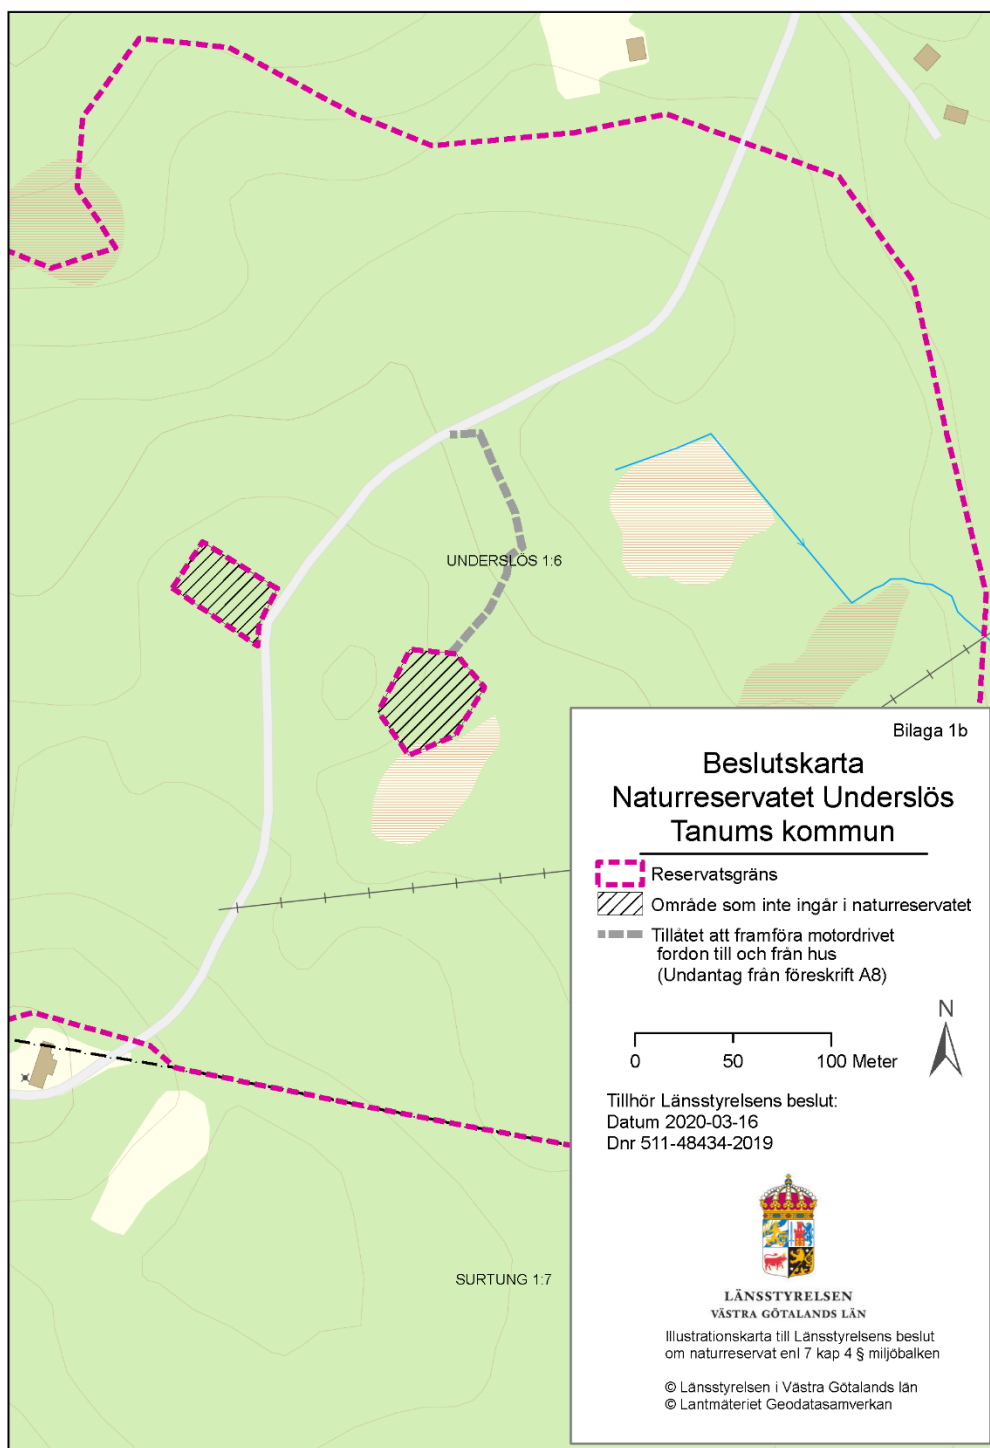 UNDERSLÖS 1:6
SURTUNG 1:7
Bilaga 1b
Beslutskarta
Naturreservatet Underslös
Tanums kommun
Reservatsgräns
Område som inte ingår i naturreservatet
Tillåtet att framföra motordrivet
fordon till och från hus
(Undantag från föreskrift A8)
N
0 50 100 Meter
Tillhör Länsstyrelsens beslut:
Datum 2020-03-16
Dnr 511-48434-2019
LÄNSSTYRELSEN
VÄSTRA GÖTALANDS LÄN
Illustrationskarta till Länsstyrelsens beslut
om naturreservat enl 7 kap 4 § miljöbalken
© Länsstyrelsen i Västra Götalands län
© Lantmäteriet Geodatasamverkan